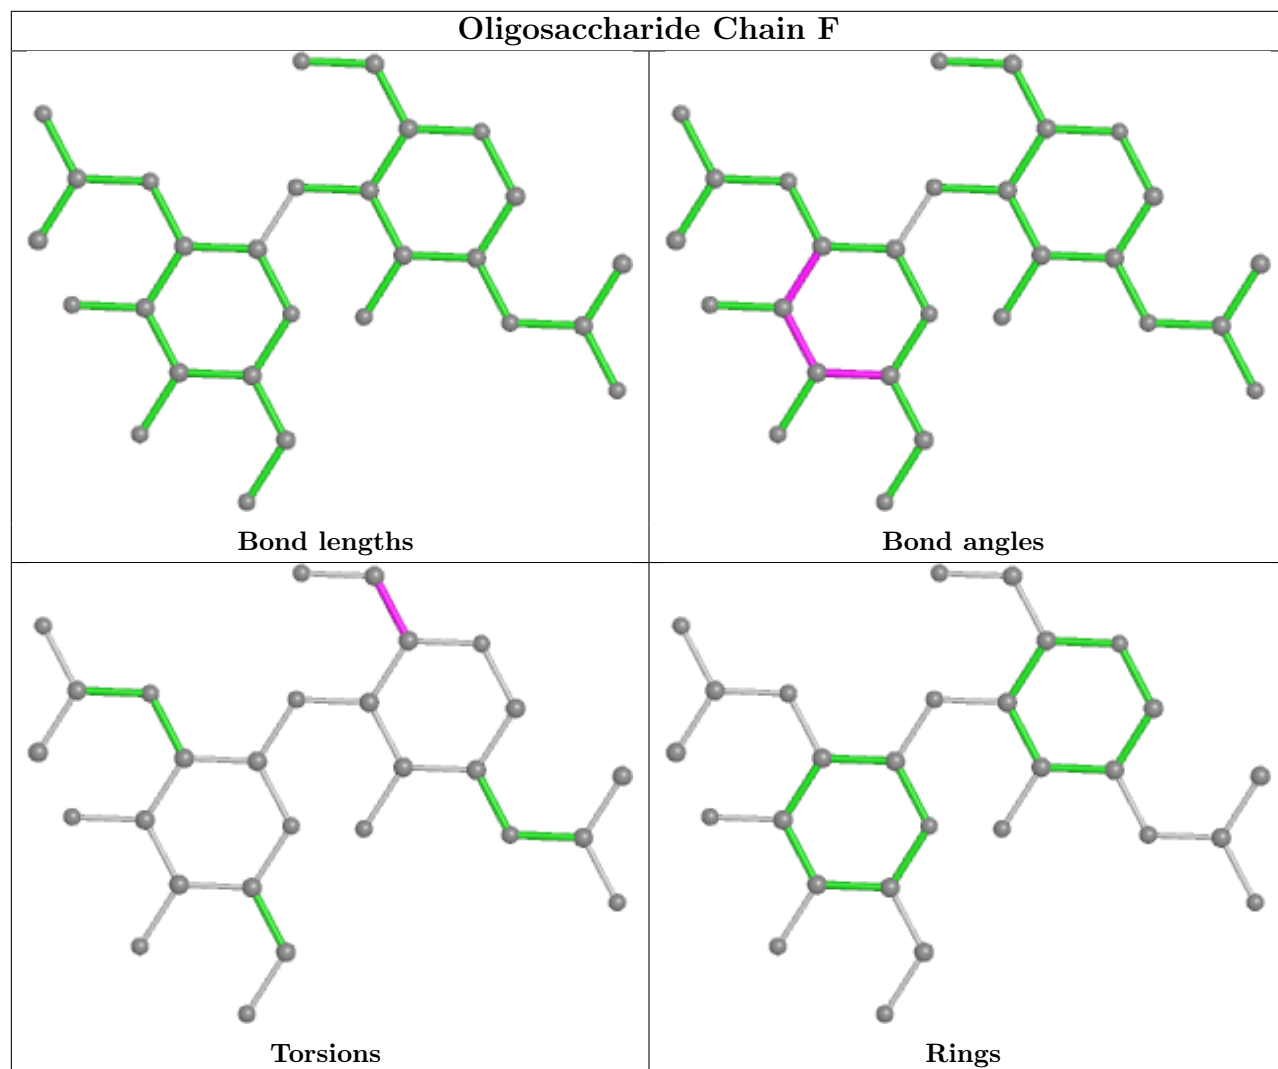 Oligosaccharide Chain F
Bond lengths
Bond angles
Torsions
Rings